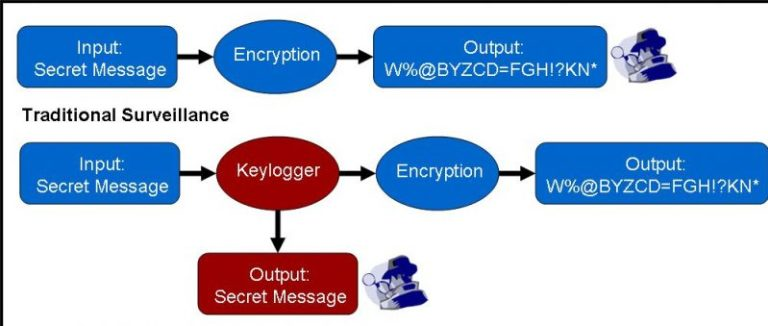 Input:
Secret Message
Encryption
Output:
W%@BYZCD=FGH!?KN*
Traditional Surveillance
Input:
Secret Message
Keylogger
Encryption
Output:
W%@BYZCD=FGH!?KN*
Output:
Secret Message